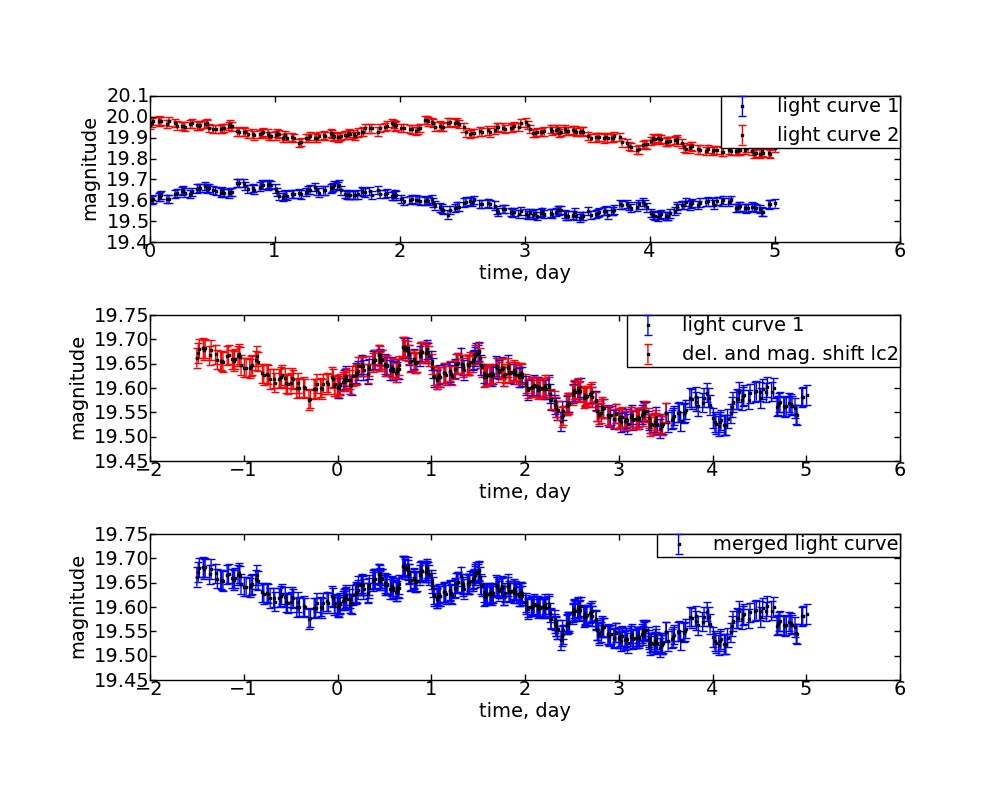 20.1
20.0
19.9
19.8
19.7
19.6
19.5
19.4
magnitude
light curve 1
light curve 2
0 1 2 3 4 5 6
time, day
19.75
19.70
19.65
19.60
19.55
19.50
19.45
magnitude
light curve 1
del. and mag. shift lc2
−2 −1 0 1 2 3 4 5 6
time, day
19.75
19.70
19.65
19.60
19.55
19.50
19.45
magnitude
merged light curve
−2 −1 0 1 2 3 4 5 6
time, day